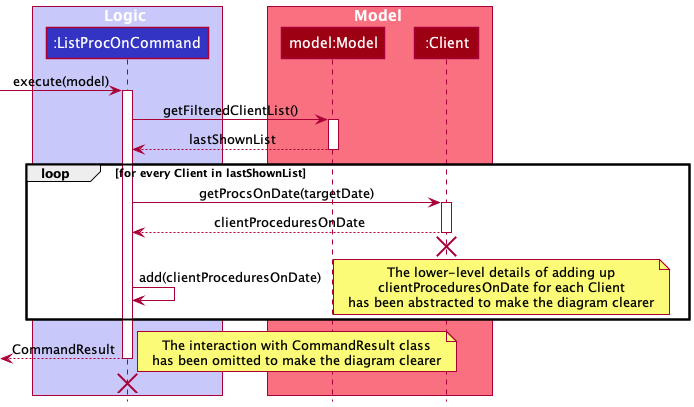 Logic
Model
:ListProcOnCommand
model:Model
:Client
execute(model)
getFilteredClientList()
lastShownList
loop
[for every Client in lastShownList]
getProcsOnDate(targetDate)
clientProceduresOnDate
add(clientProceduresOnDate)
The lower-level details of adding up
clientProceduresOnDate for each Client
has been abstracted to make the diagram clearer
CommandResult
The interaction with CommandResult class
has been omitted to make the diagram clearer